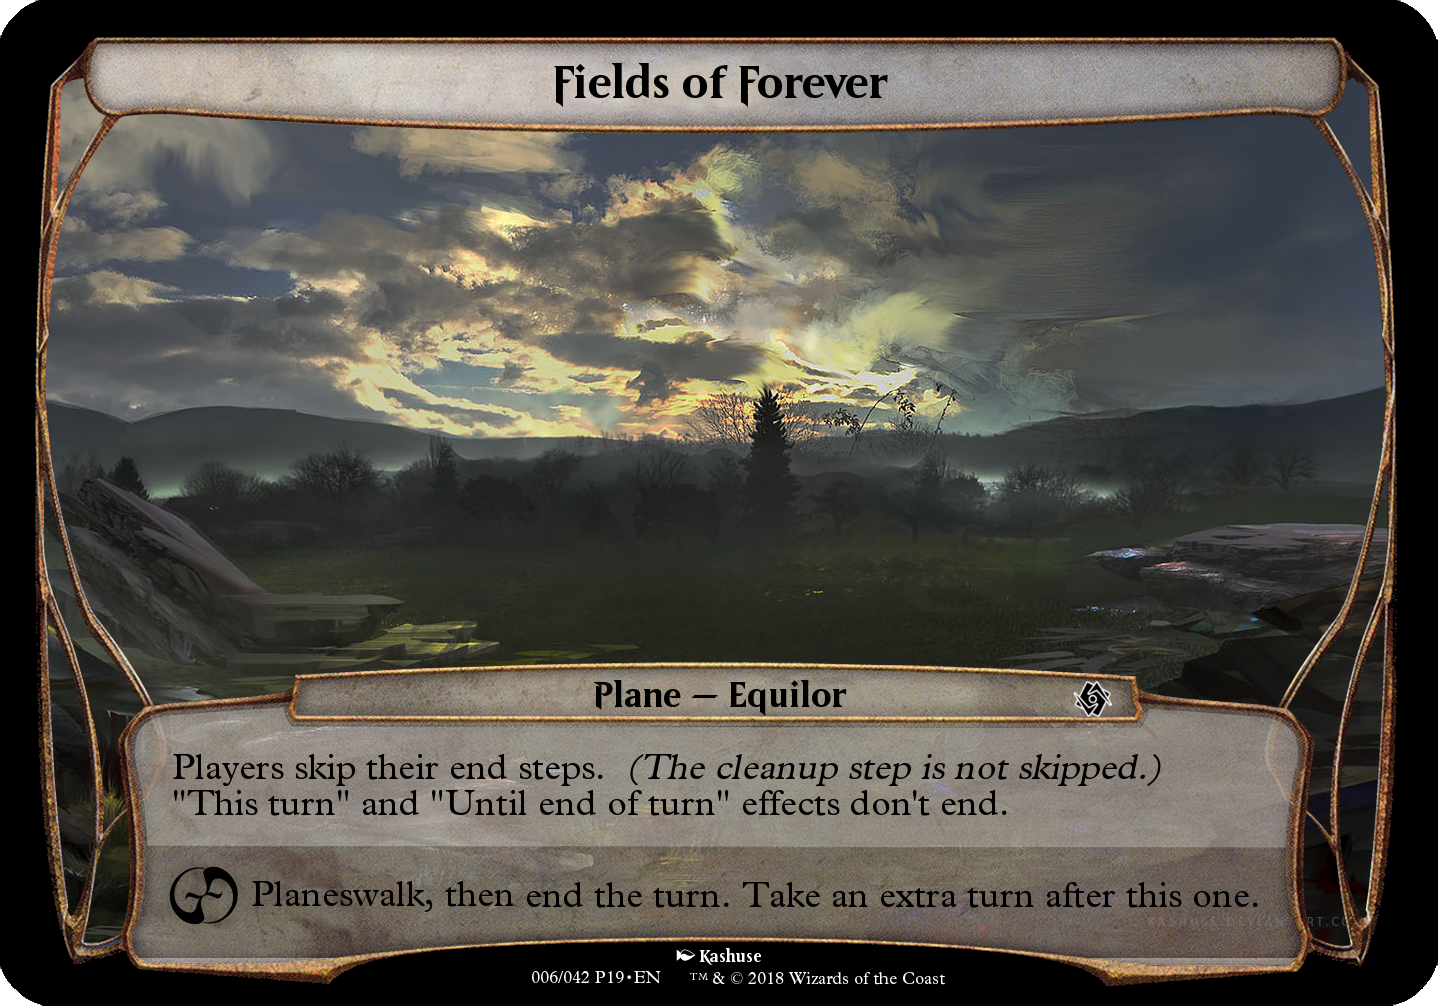 Fields of Forever
Plane — Equilor
Players skip their end steps. (The cleanup step is not skipped.)
"This turn" and "Until end of turn" effects don't end.
Planeswalk, then end the turn. Take an extra turn after this one.
Kashuse
006/042 P19•EN ™ & © 2018 Wizards of the Coast